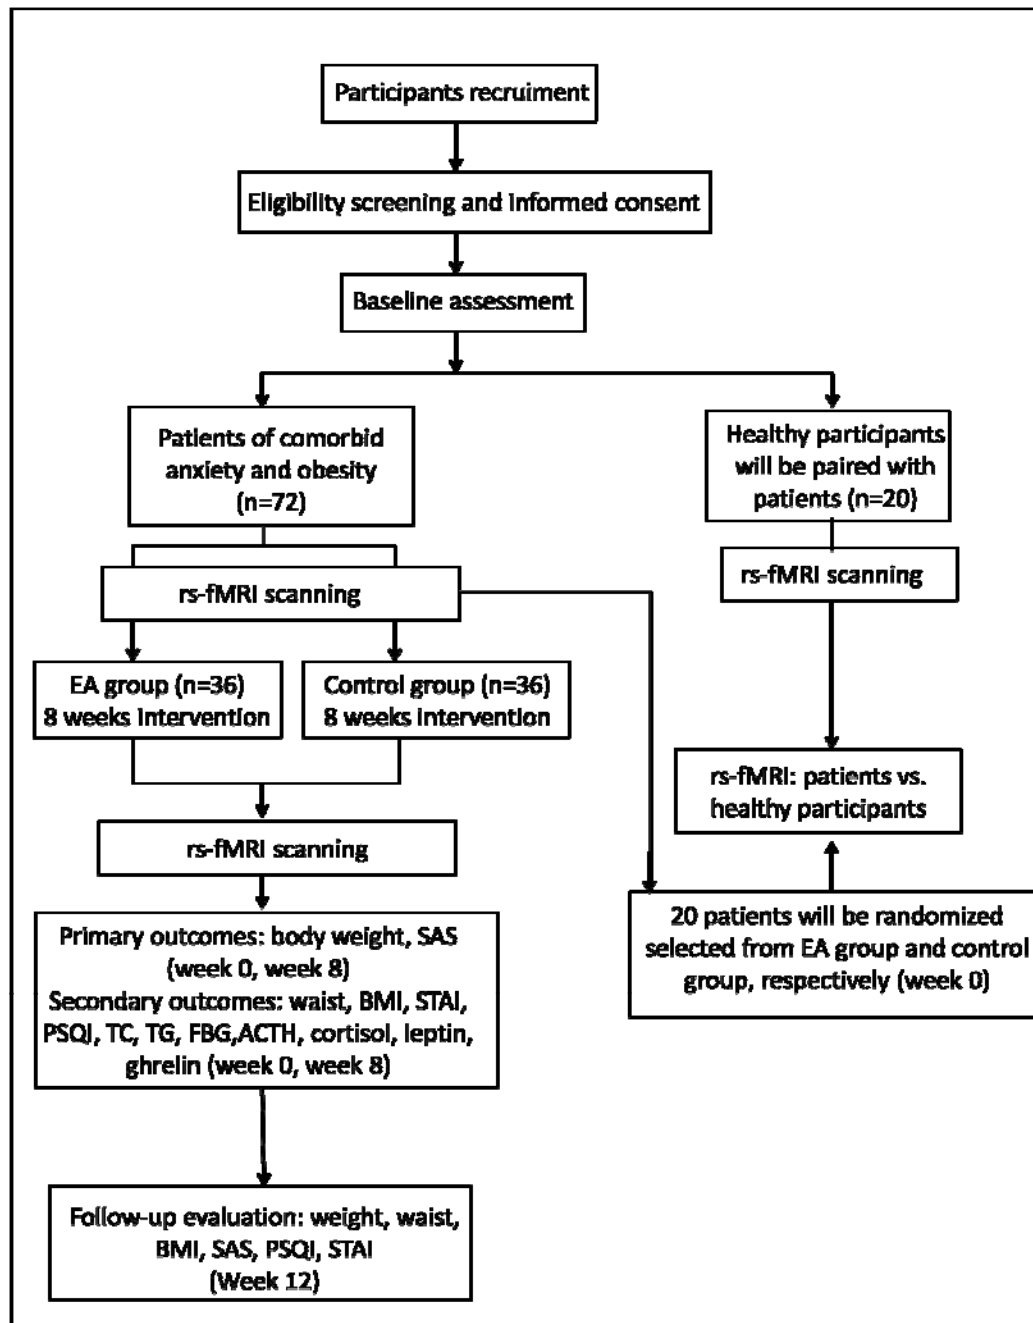 Participants recruiment
Eligibility screening and informed consent
Baseline assessment
Patients of comorbid
anxiety and obesity
(n=72)
Healthy participants
will be paired with
patients (n=20)
rs-fMRI scanning
rs-fMRI scanning
EA group (n=36)
8 weeks intervention
Control group (n=36)
8 weeks intervention
rs-fMRI: patients vs.
healthy participants
rs-fMRI scanning
20 patients will be randomized
selected from EA group and control
group, respectively (week 0)
Primary outcomes: body weight, SAS
(week 0, week 8)
Secondary outcomes: waist, BMI, STAI,
PSQI, TC, TG, FBG,ACTH, cortisol, leptin,
ghrelin (week 0, week 8)
Follow-up evaluation: weight, waist,
BMI, SAS, PSQI, STAI
(Week 12)